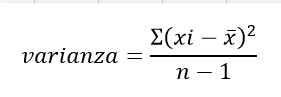 varianza = Σ(xi − x̄)² / n − 1